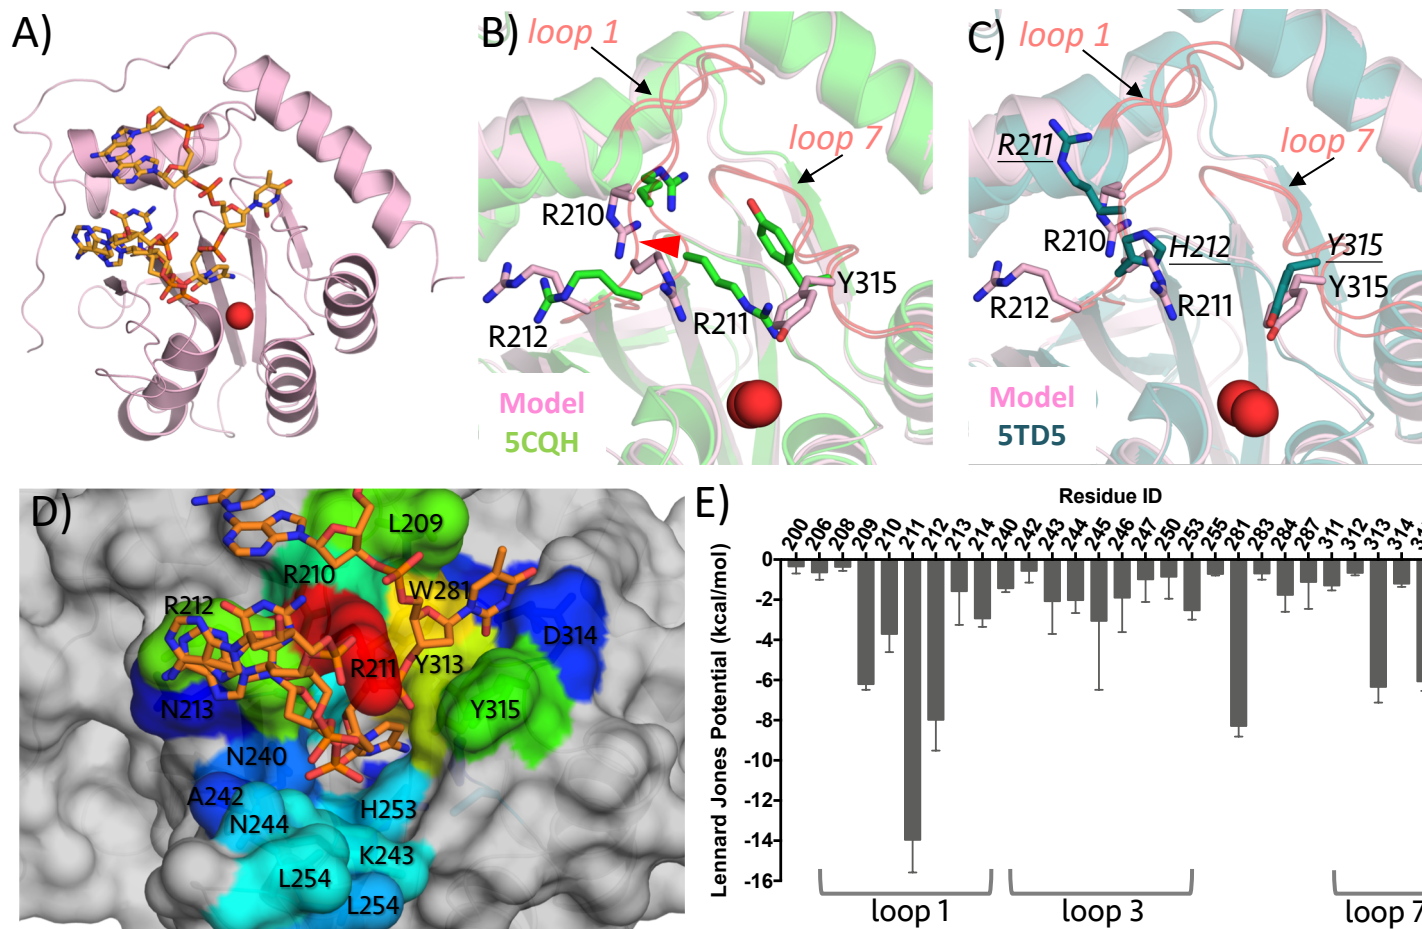 A)
B)
loop 1
loop 7
R210
Y315
R211
R212
Model
5CQH
C)
loop 1
loop 7
R211
R210
H212
Y315
Y315
R212
R211
Model
5TD5
D)
L209
R210
W281
R212
D314
R211
Y313
N213
Y315
N240
A242
H253
N244
K243
L254
L254
E)
Residue ID
200 206 208 209 210 211 212 213 214 240 242 243 244 245 246 247 250 253 255 281 283 284 287 311 312 313 314
Lennard Jones Potential (kcal/mol)
0
-2
-4
-6
-8
-10
-12
-14
-16
loop 1
loop 3
loop 7